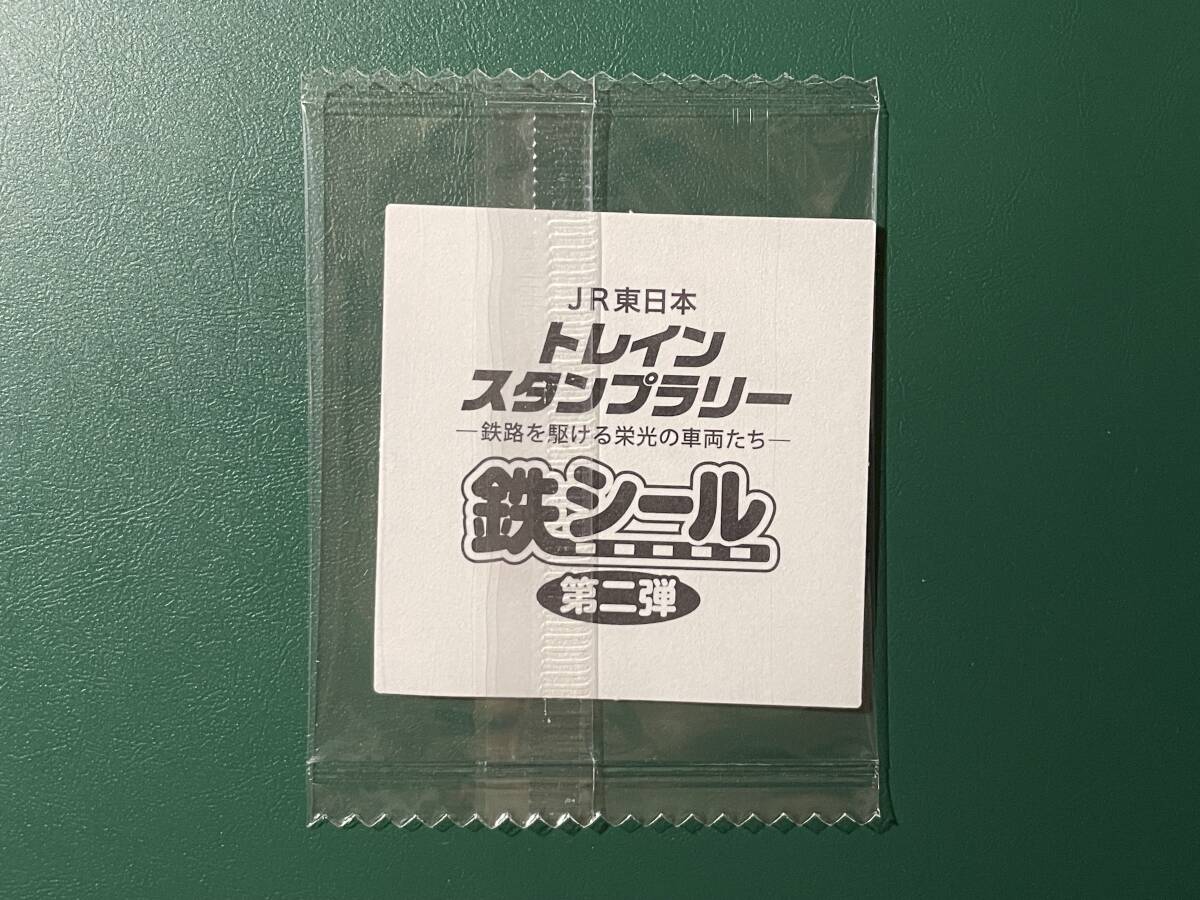 JR東日本
トレイン
スタンプラリー
―鉄路を駆ける栄光の車両たち―
鉄シール
第二弾